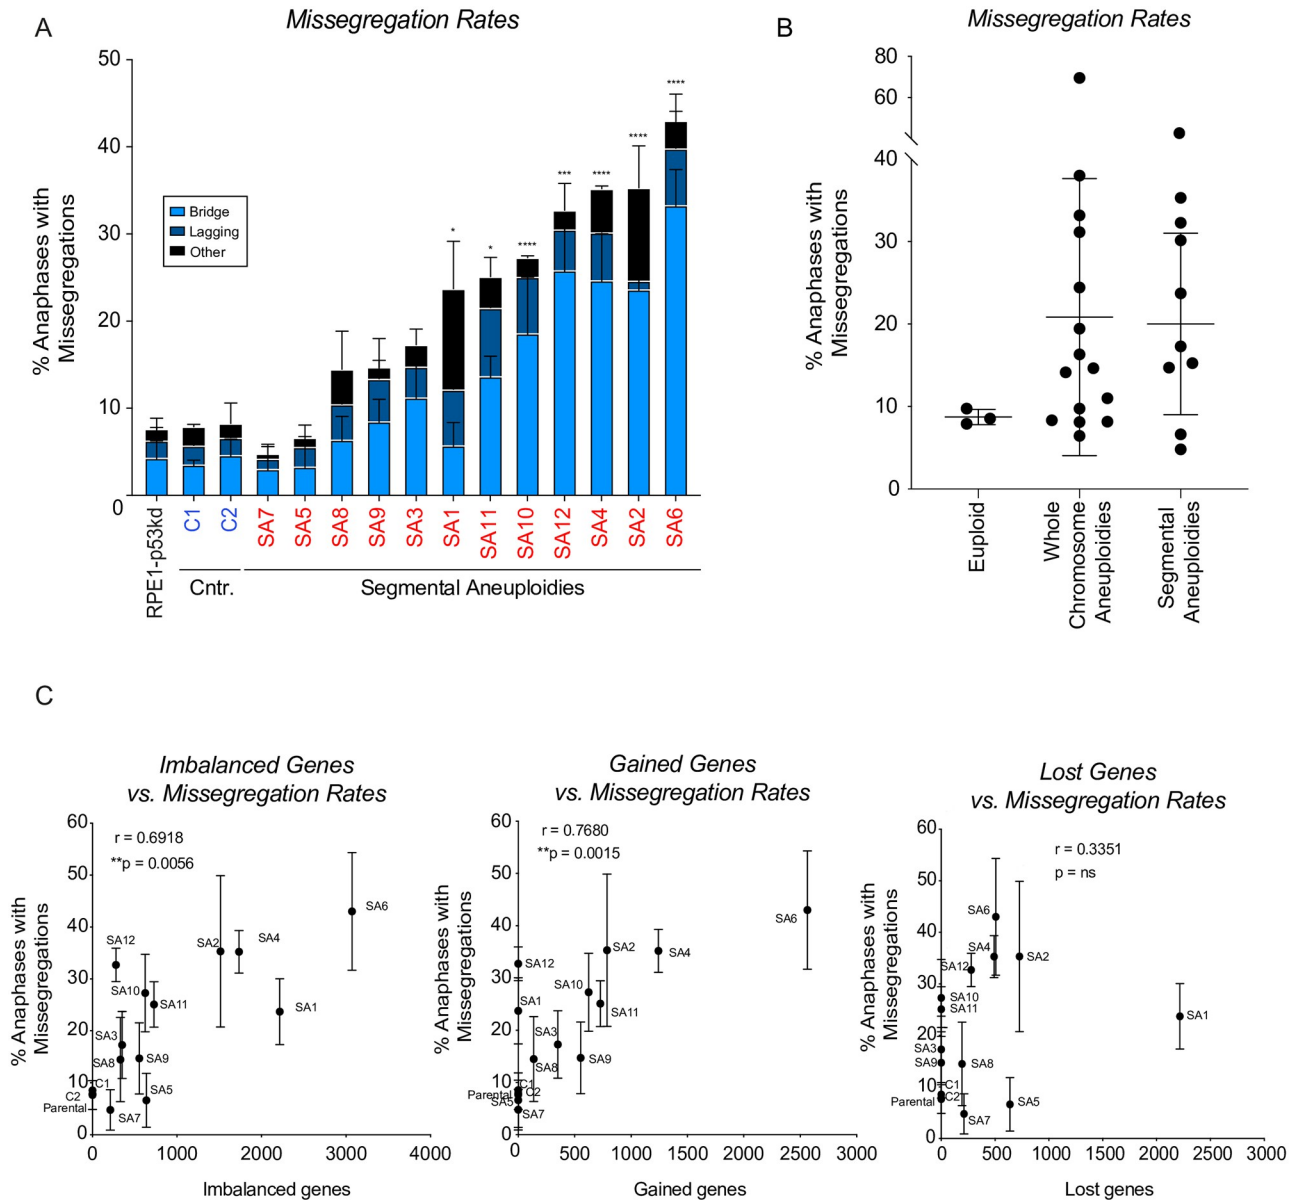 A
Missegregation Rates
% Anaphases with
Missegregations
50
40
30
20
10
0
Bridge
Lagging
Other
*
*
****
***
****
****
****
RPE1-p53kd
C1
C2
SA7
SA5
SA8
SA9
SA3
SA1
SA11
SA10
SA12
SA4
SA2
SA6
Cntr.
Segmental Aneuploidies
B
Missegregation Rates
% Anaphases with
Missegregations
80
60
40
30
20
10
0
Euploid
Whole
Chromosome
Aneuploidies
Segmental
Aneuploidies
C
Imbalanced Genes
vs. Missegregation Rates
r = 0.6918
**p = 0.0056
% Anaphases with
Missegregations
60
50
40
30
20
10
0
SA6
SA2
SA4
SA12
SA10
SA11
SA1
SA3
SA8
SA9
C1
SA5
C2
Parental
SA7
0
1000
2000
3000
4000
Imbalanced genes
Gained Genes
vs. Missegregation Rates
r = 0.7680
**p = 0.0015
% Anaphases with
Missegregations
60
50
40
30
20
10
0
SA6
SA2
SA4
SA12
SA10
SA1
SA11
SA3
SA8
SA9
C1
C2
Parental
SA5
SA7
0
500
1000
1500
2000
2500
3000
Gained genes
Lost Genes
vs. Missegregation Rates
r = 0.3351
p = ns
% Anaphases with
Missegregations
60
50
40
30
20
10
0
SA6
SA4
SA2
SA12
SA10
SA11
SA1
SA3
SA9
SA8
C1
C2
Parental
SA5
SA7
0
500
1000
1500
2000
2500
3000
Lost genes